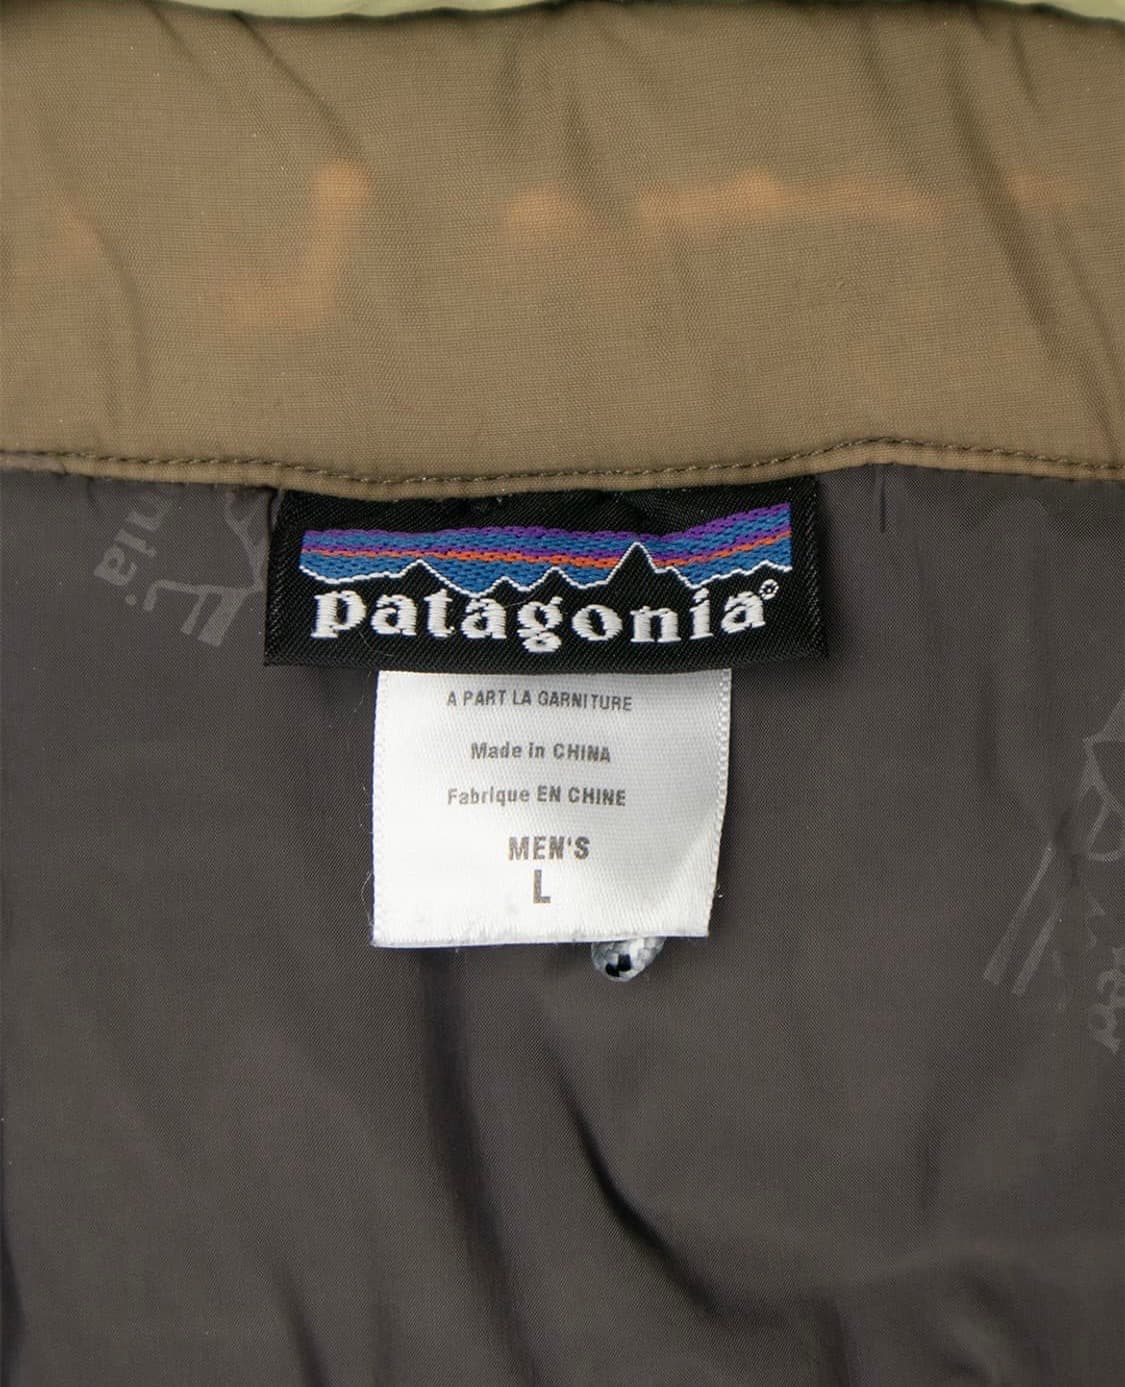 patagonia®
A PART LA GARNITURE
Made in CHINA
Fabrique EN CHINE
MEN'S
L